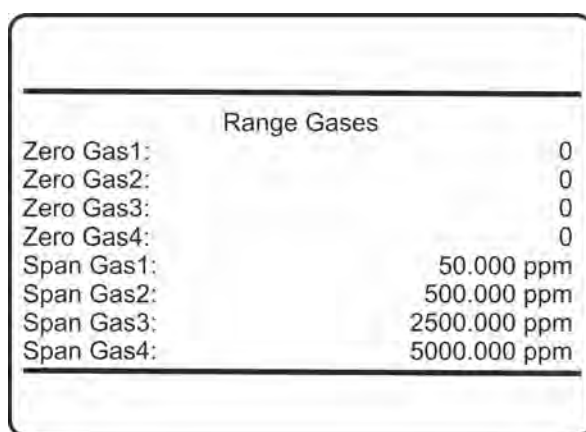 Range Gases
Zero Gas1: 0
Zero Gas2: 0
Zero Gas3: 0
Zero Gas4: 0
Span Gas1: 50.000 ppm
Span Gas2: 500.000 ppm
Span Gas3: 2500.000 ppm
Span Gas4: 5000.000 ppm